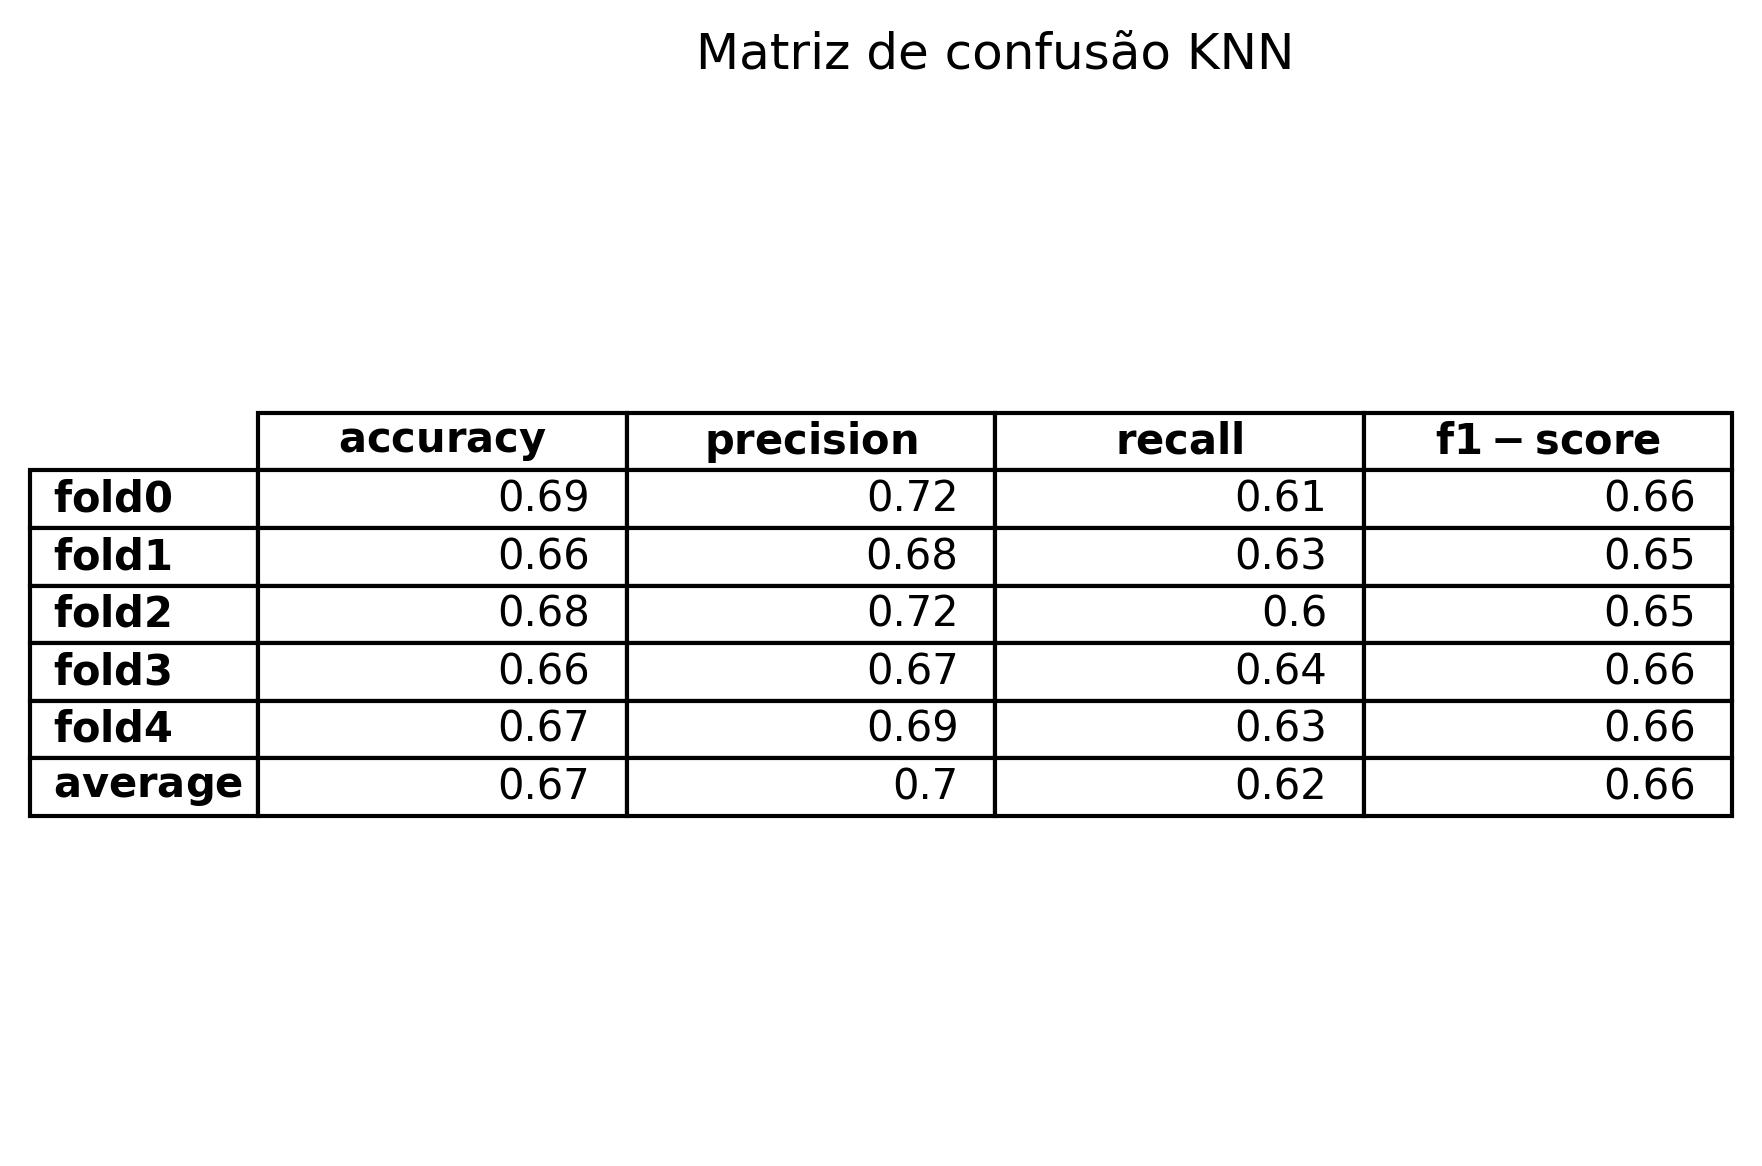 Matriz de confusão KNN
accuracy precision recall f1 − score
fold0 0.69 0.72 0.61 0.66
fold1 0.66 0.68 0.63 0.65
fold2 0.68 0.72 0.6 0.65
fold3 0.66 0.67 0.64 0.66
fold4 0.67 0.69 0.63 0.66
average 0.67 0.7 0.62 0.66